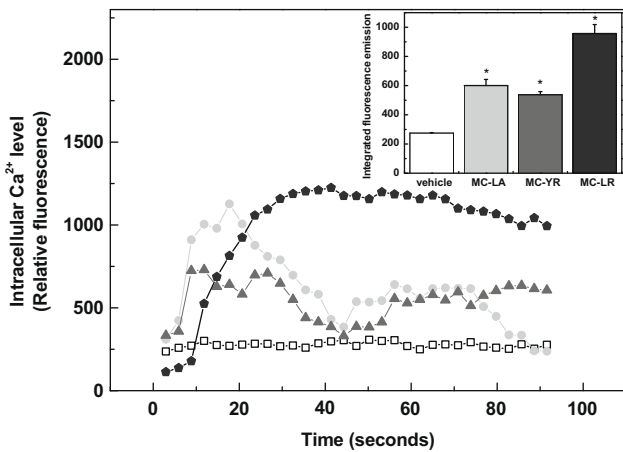 Intracellular Ca²⁺ level
(Relative fluorescence)
2000
1500
1000
500
0
0
20
40
60
80
100
Time (seconds)
Integrated fluorescence emission
1000
800
600
400
200
0
*
*
*
vehicle
MC-LA
MC-YR
MC-LR